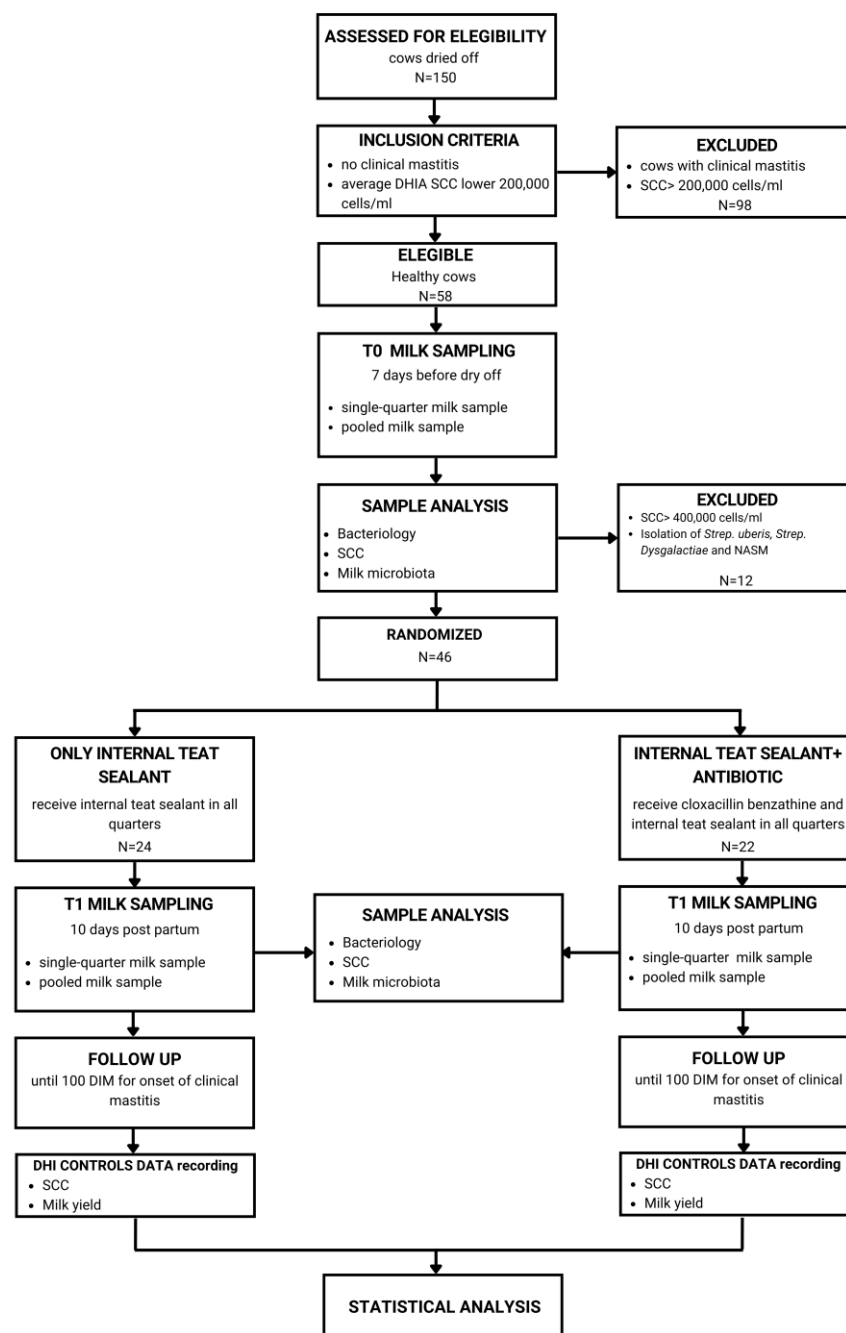 ASSESSED FOR ELEGIBILITY
cows dried off
N=150
INCLUSION CRITERIA
• no clinical mastitis
• average DHIA SCC lower 200,000
cells/ml
EXCLUDED
• cows with clinical mastitis
• SCC> 200,000 cells/ml
N=98
ELEGIBLE
Healthy cows
N=58
T0 MILK SAMPLING
7 days before dry off
• single-quarter milk sample
• pooled milk sample
SAMPLE ANALYSIS
• Bacteriology
• SCC
• Milk microbiota
EXCLUDED
• SCC> 400,000 cells/ml
• Isolation of Strep. uberis, Strep.
Dysgalactiae and NASM
N=12
RANDOMIZED
N=46
ONLY INTERNAL TEAT
SEALANT
receive internal teat sealant in all
quarters
N=24
INTERNAL TEAT SEALANT+
ANTIBIOTIC
receive cloxacillin benzathine and
internal teat sealant in all quarters
N=22
T1 MILK SAMPLING
10 days post partum
• single-quarter milk sample
• pooled milk sample
SAMPLE ANALYSIS
• Bacteriology
• SCC
• Milk microbiota
T1 MILK SAMPLING
10 days post partum
• single-quarter milk sample
• pooled milk sample
FOLLOW UP
until 100 DIM for onset of clinical
mastitis
FOLLOW UP
until 100 DIM for onset of clinical
mastitis
DHI CONTROLS DATA recording
• SCC
• Milk yield
DHI CONTROLS DATA recording
• SCC
• Milk yield
STATISTICAL ANALYSIS